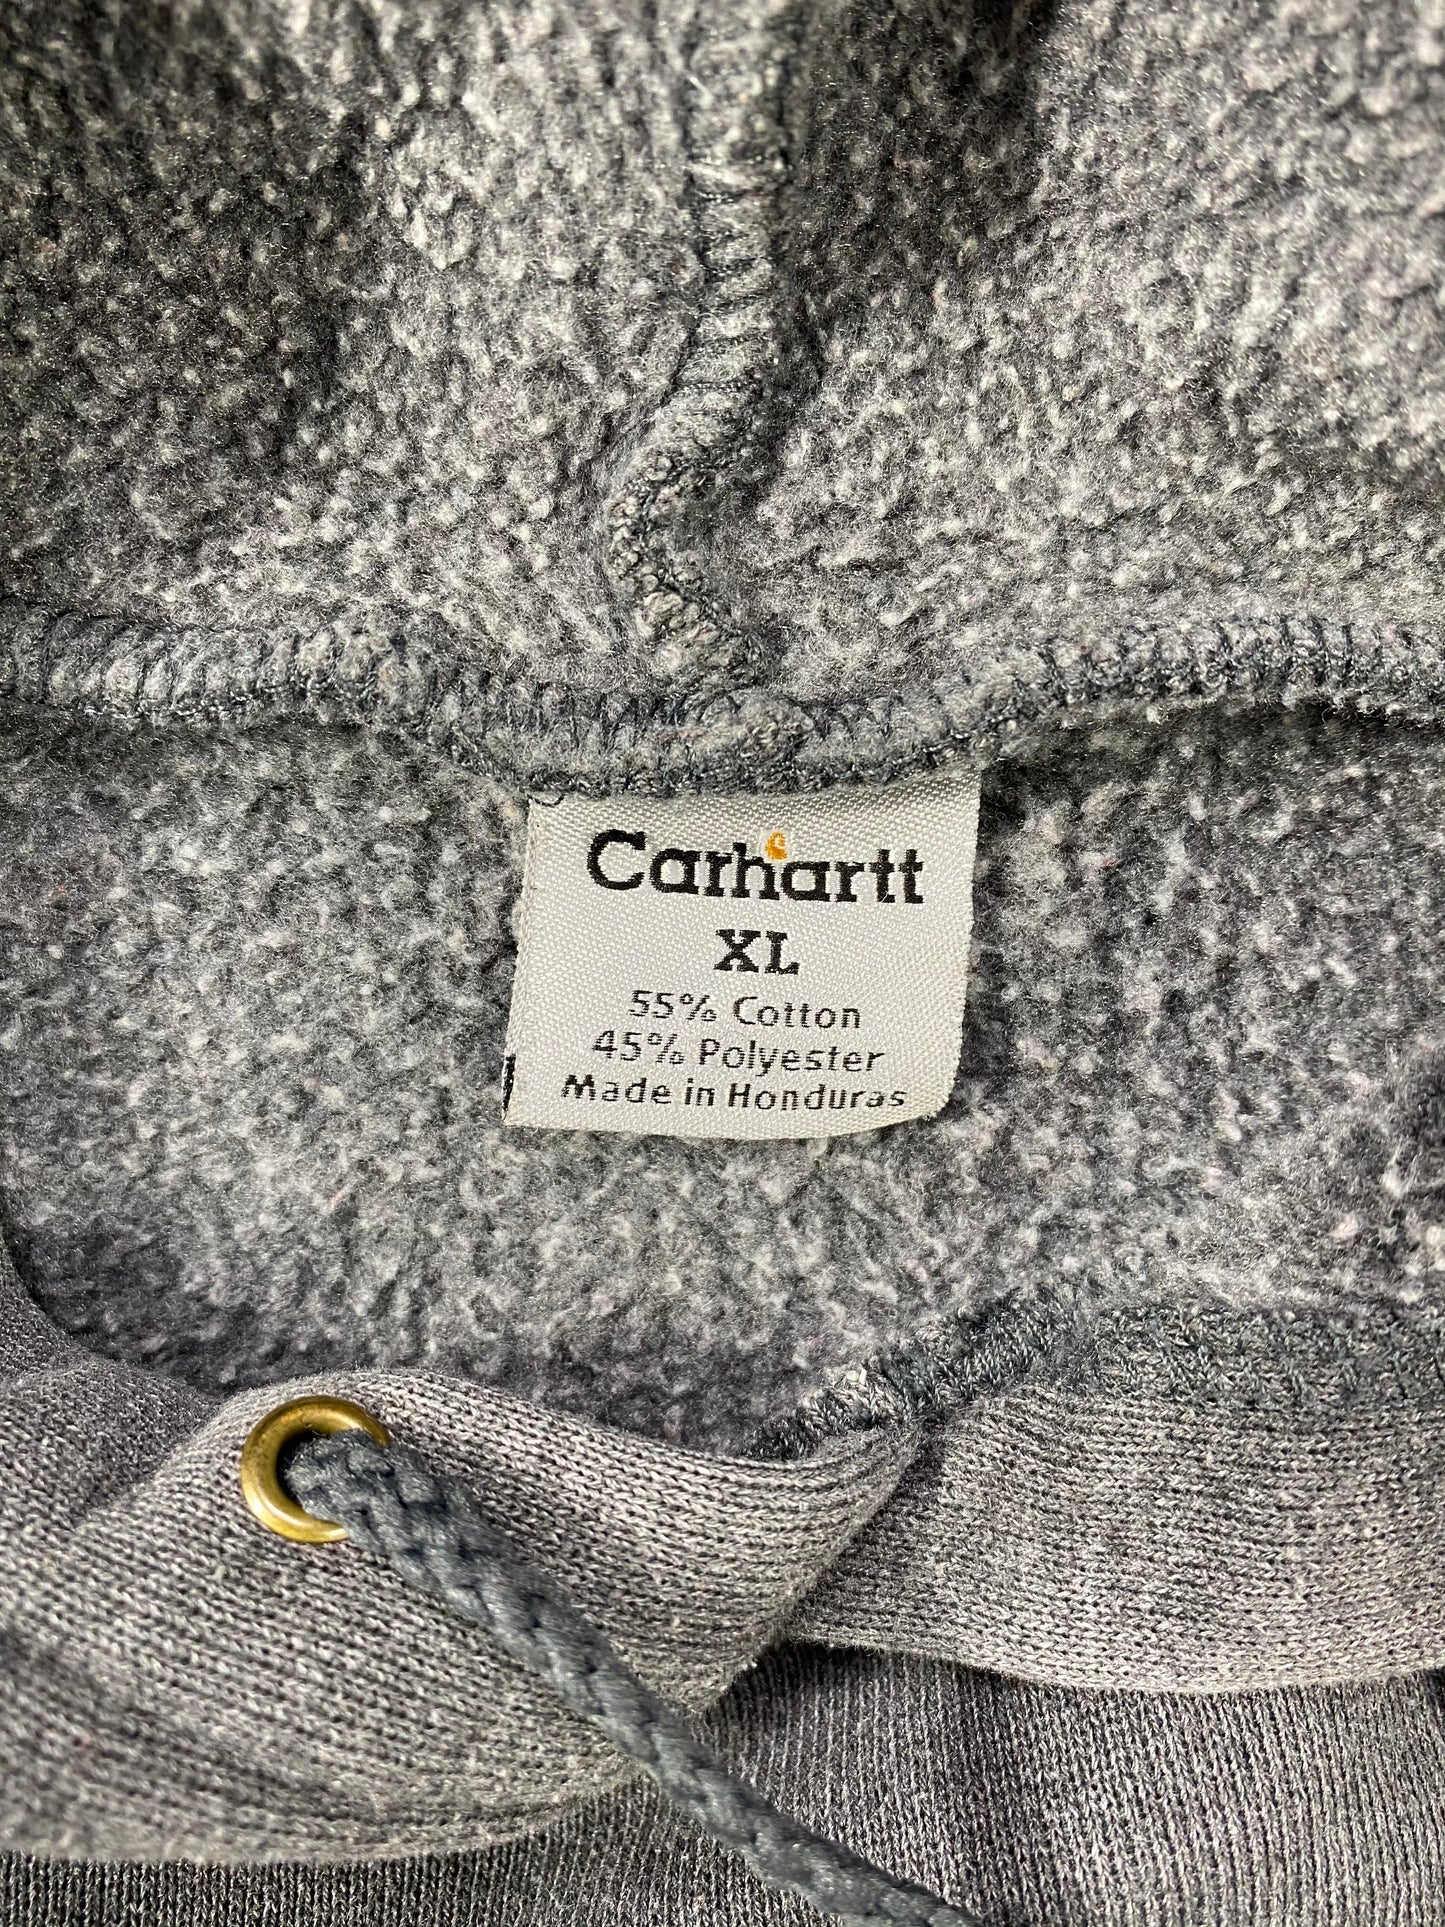 Carhartt
XL
55% Cotton
45% Polyester
Made in Honduras